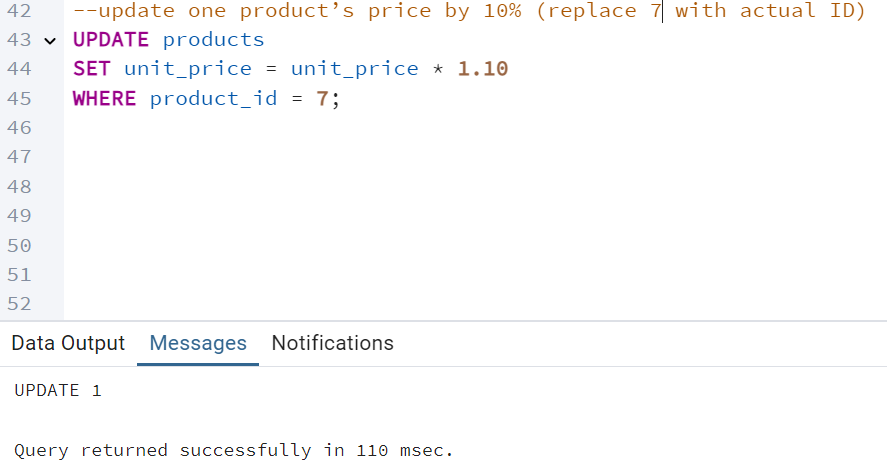 42 --update one product’s price by 10% (replace 7 with actual ID)
43 UPDATE products
44 SET unit_price = unit_price * 1.10
45 WHERE product_id = 7;
46
47
48
49
50
51
52
Data Output Messages Notifications
UPDATE 1
Query returned successfully in 110 msec.